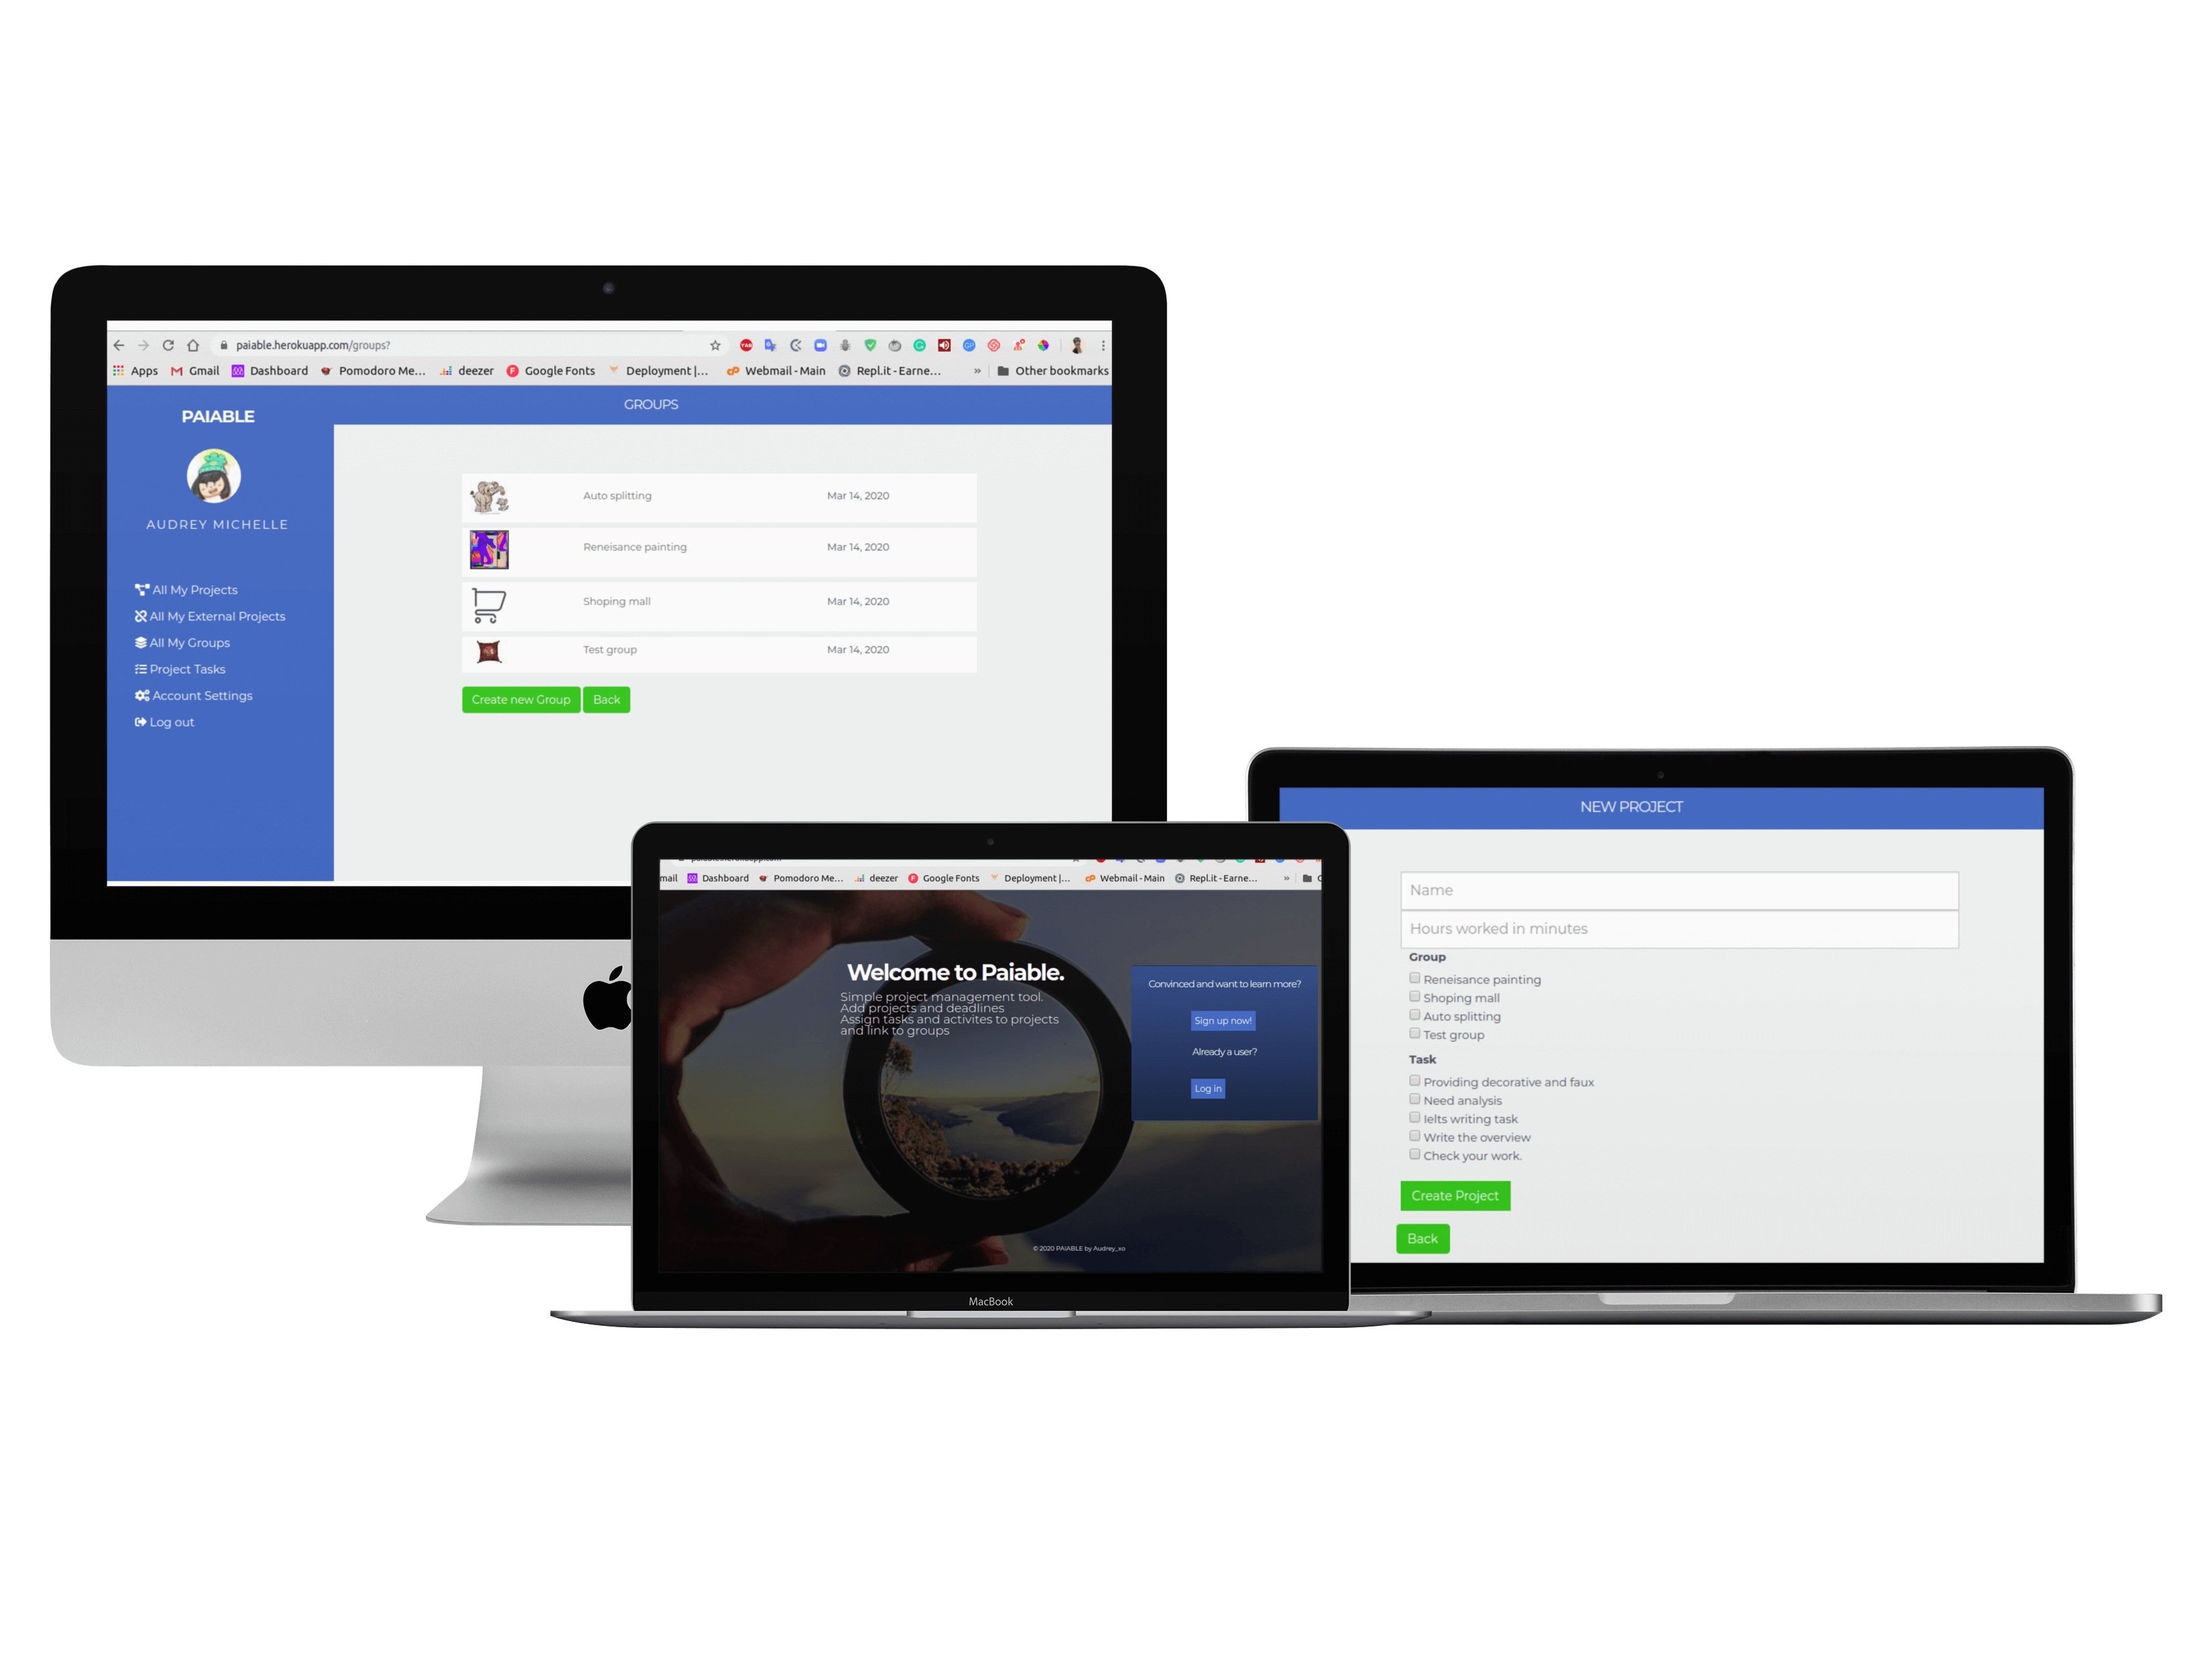 paiable.herokuapp.com/groups?
Apps Gmail Dashboard Pomodoro Me... deezer Google Fonts Deployment |... Webmail - Main Repl.it - Earne... » Other bookmarks
PAIABLE
AUDREY MICHELLE
All My Projects
All My External Projects
All My Groups
Project Tasks
Account Settings
Log out
GROUPS
Auto splitting Mar 14, 2020
Reneisance painting Mar 14, 2020
Shoping mall Mar 14, 2020
Test group Mar 14, 2020
Create new Group Back
mail Dashboard Pomodoro Me... deezer Google Fonts Deployment |... Webmail - Main Repl.it - Earne... »
Welcome to Paiable.
Simple project management tool.
Add projects and deadlines
Assign tasks and activites to projects
and link to groups
Convinced and want to learn more?
Sign up now!
Already a user?
Log in
© 2020 PAIABLE by Audrey_xo
MacBook
NEW PROJECT
Name
Hours worked in minutes
Group
Reneisance painting
Shoping mall
Auto splitting
Test group
Task
Providing decorative and faux
Need analysis
Ielts writing task
Write the overview
Check your work.
Create Project
Back